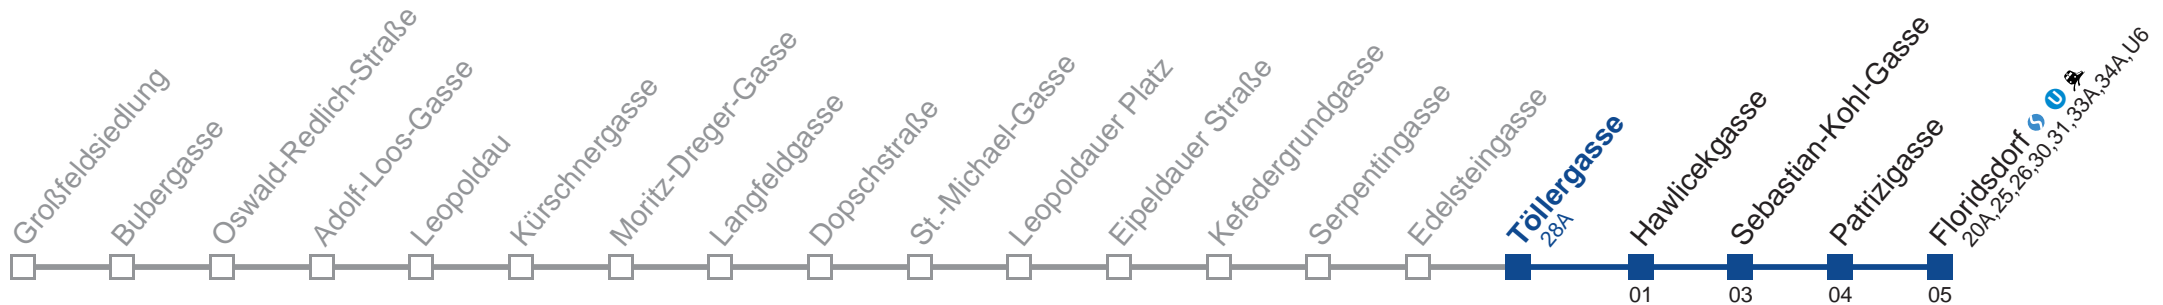 Großfeldsiedlung
Bubergasse
Oswald-Redlich-Straße
Adolf-Loos-Gasse
Leopoldau
Kürschnergasse
Moritz-Dreger-Gasse
Langfeldgasse
Dopschstraße
St.-Michael-Gasse
Leopoldauer Platz
Eipeldauer Straße
Kefedergrundgasse
Serpentingasse
Edelsteingasse
Töllergasse
28A
Hawlicekgasse
01
Sebastian-Kohl-Gasse
03
Patrizigasse
04
Floridsdorf S U
20A,25,26,30,31,33A,34A,U6
05